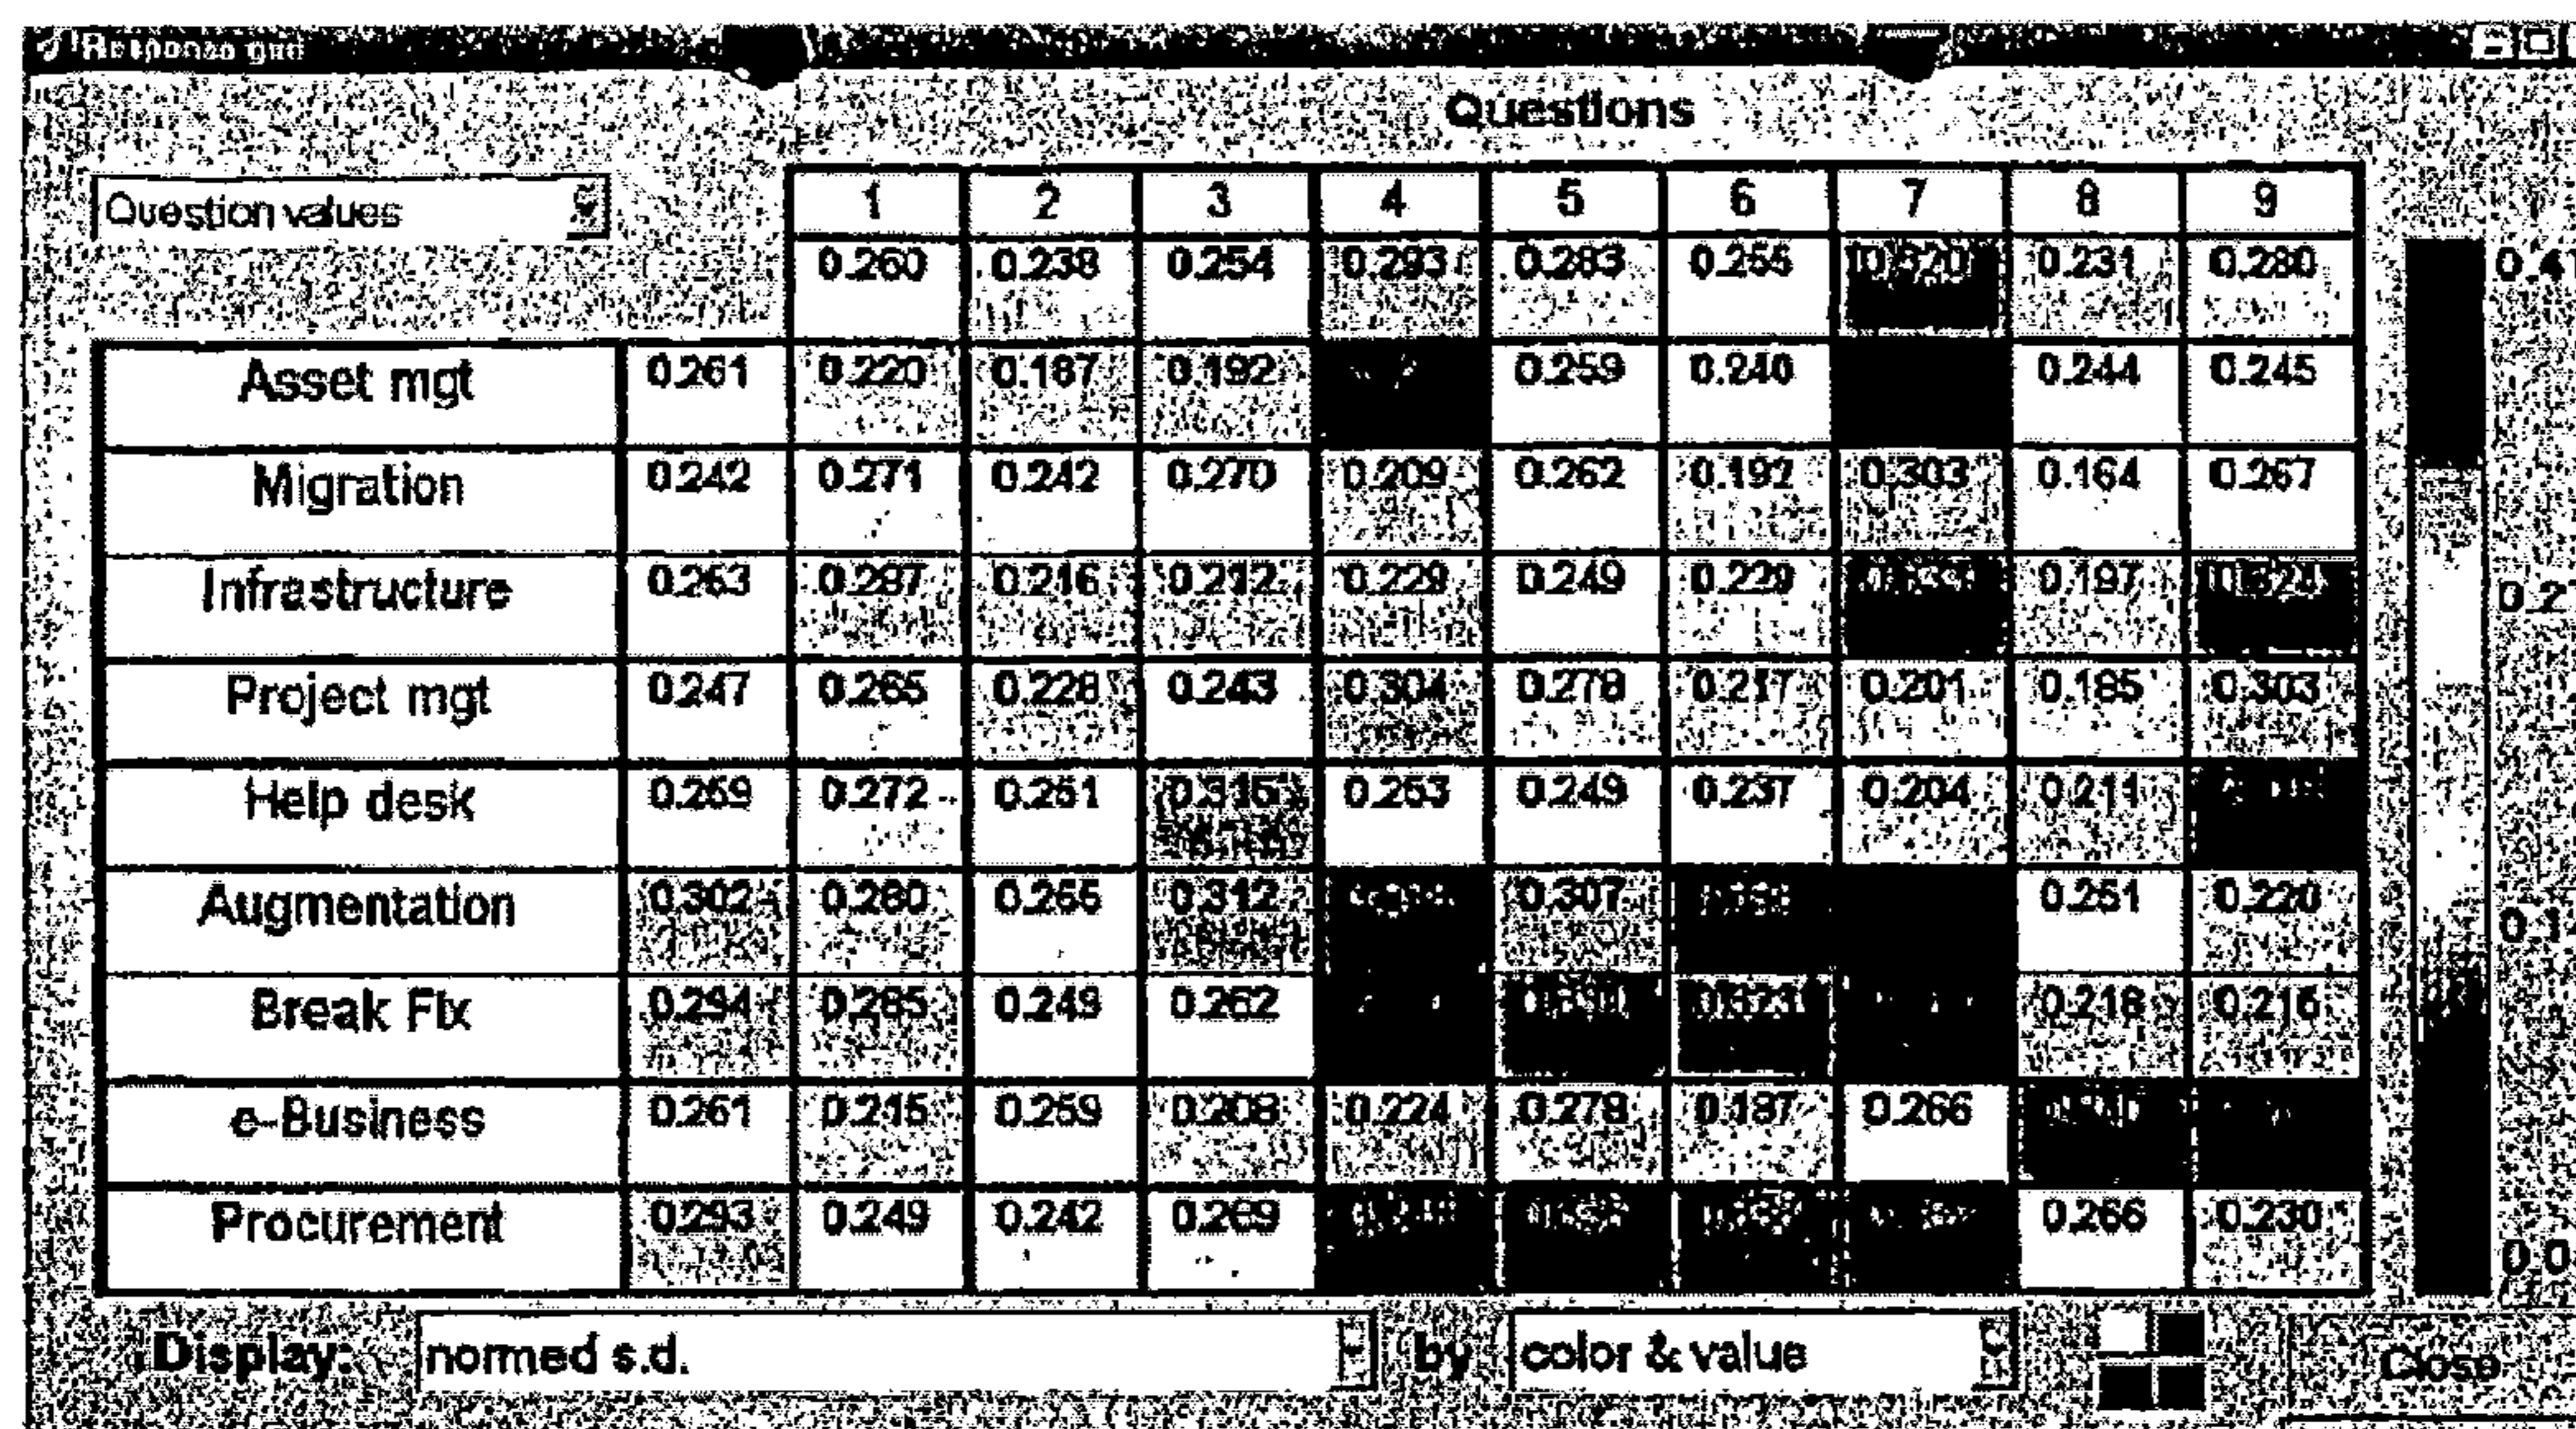 Response grid
Questions
Question values
1 2 3 4 5 6 7 8 9
0.260 0.238 0.254 0.293 0.283 0.255 0.320 0.231 0.280
Asset mgt 0.261 0.220 0.187 0.192 0.259 0.240 0.244 0.245
Migration 0.242 0.271 0.242 0.270 0.209 0.262 0.192 0.303 0.164 0.267
Infrastructure 0.253 0.287 0.216 0.212 0.229 0.249 0.229 0.197 0.324
Project mgt 0.247 0.265 0.228 0.243 0.304 0.278 0.217 0.201 0.185 0.303
Help desk 0.259 0.272 0.251 0.315 0.253 0.249 0.237 0.204 0.211
Augmentation 0.302 0.280 0.255 0.312 0.307 0.251 0.220
Break Fix 0.294 0.285 0.249 0.262 0.323 0.218 0.216
e-Business 0.261 0.215 0.259 0.208 0.224 0.278 0.187 0.266
Procurement 0.293 0.249 0.242 0.269 0.266 0.230
Display: normed s.d. by color & value Close